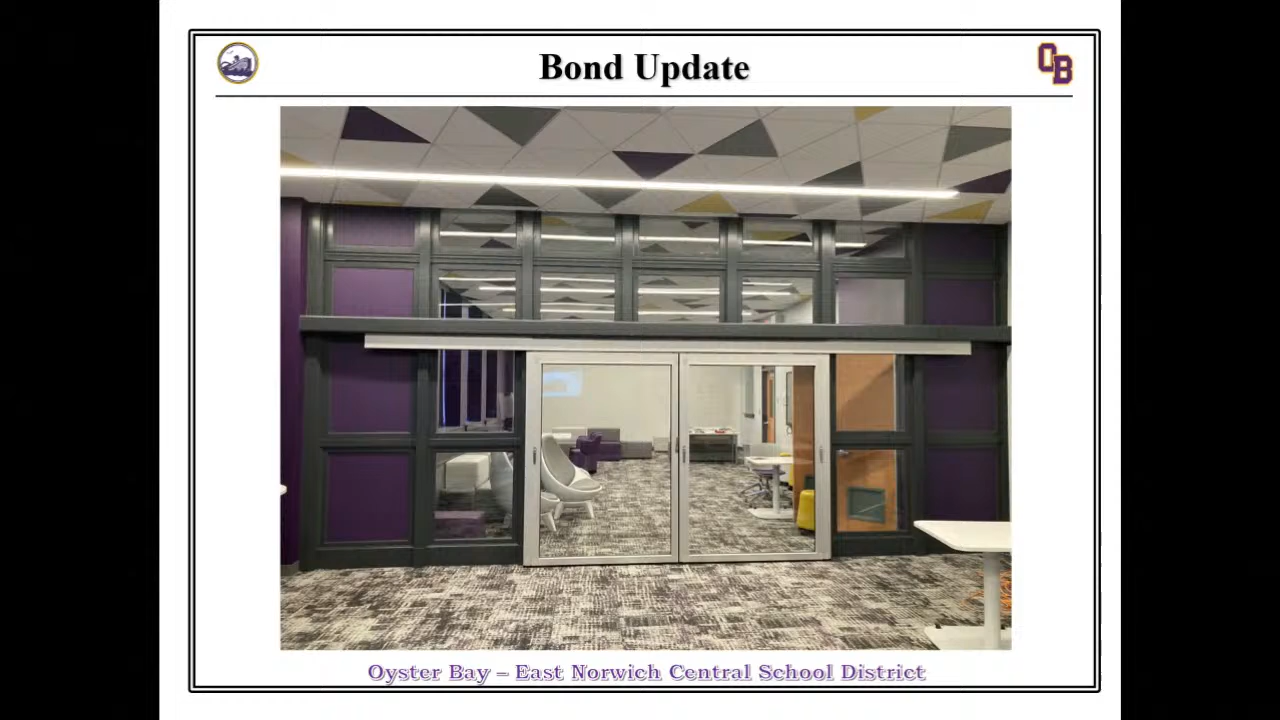 Bond Update
OB
Oyster Bay – East Norwich Central School District